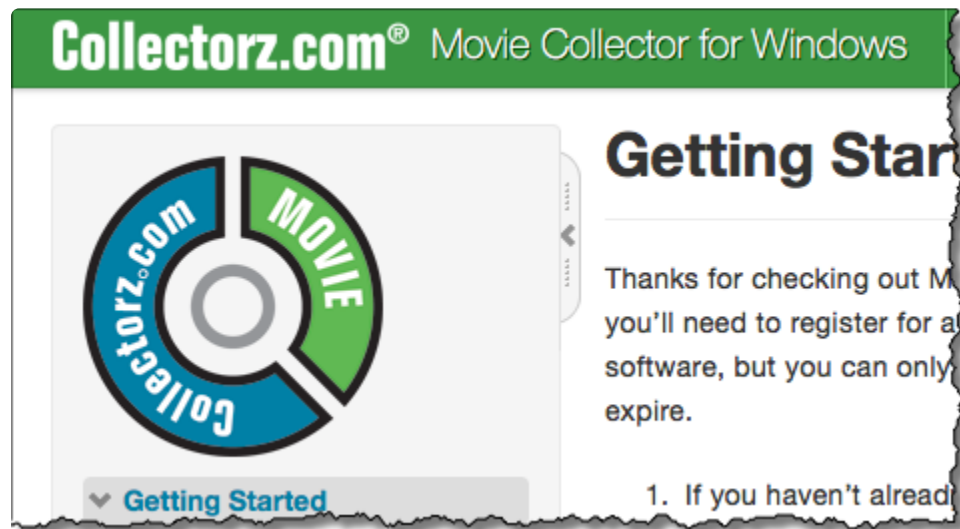 Collectorz.com® Movie Collector for Windows
Collectorz.com
MOVIE
Getting Started
Getting Star
Thanks for checking out M
you'll need to register for a
software, but you can only
expire.
1. If you haven't alread